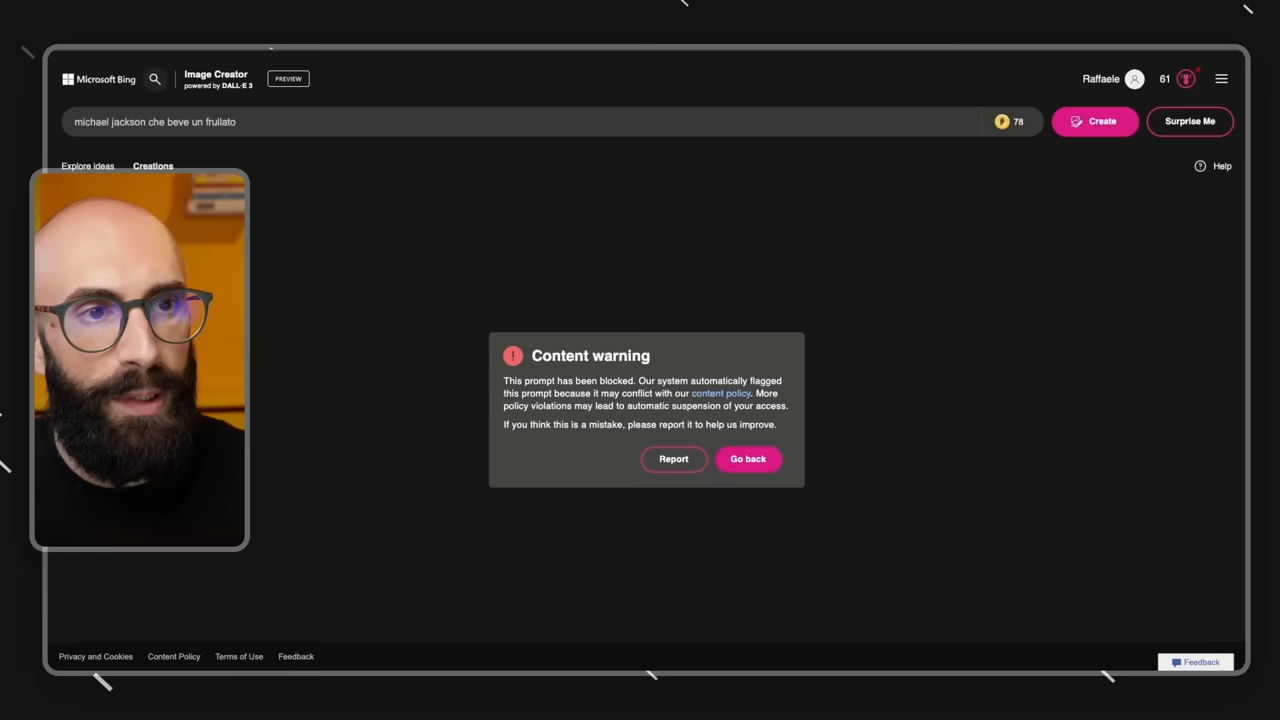 Microsoft Bing
Image Creator
powered by DALL·E 3
PREVIEW
Raffaele
61
michael jackson che beve un frullato
78
Create
Surprise Me
Explore ideas
Creations
Help
Content warning
This prompt has been blocked. Our system automatically flagged
this prompt because it may conflict with our content policy. More
policy violations may lead to automatic suspension of your access.
If you think this is a mistake, please report it to help us improve.
Report
Go back
Privacy and Cookies
Content Policy
Terms of Use
Feedback
Feedback